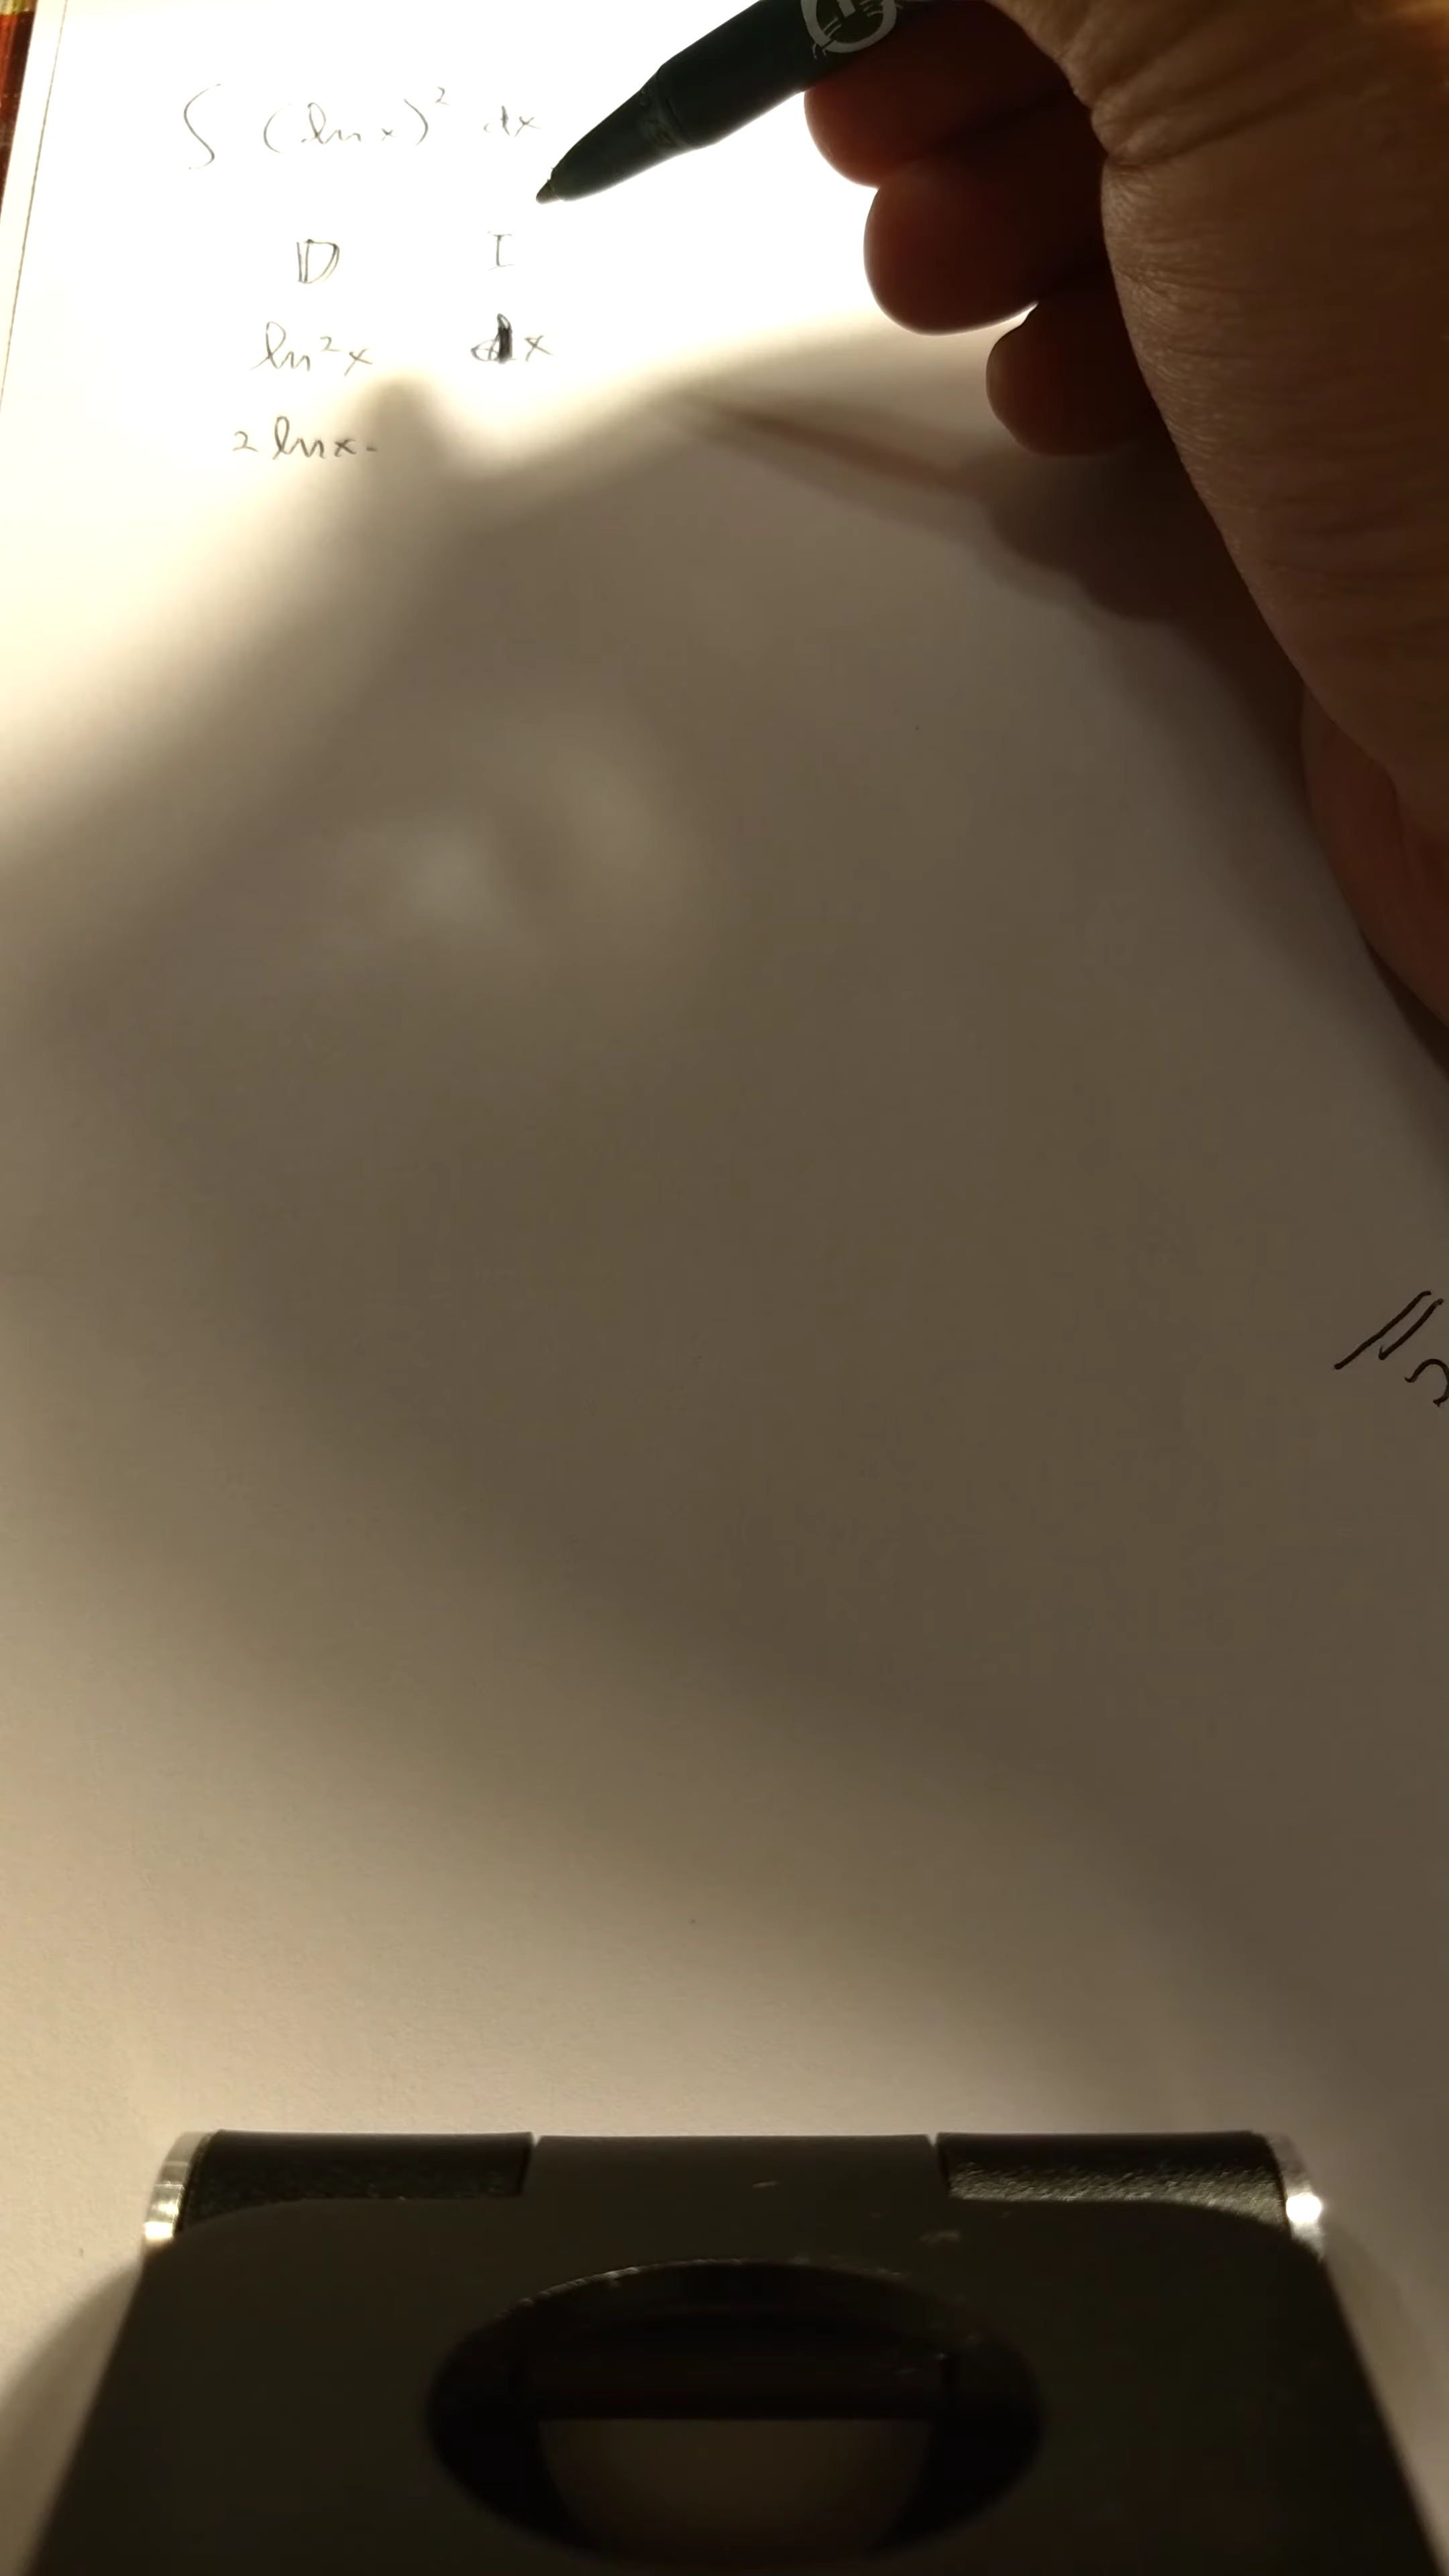 ∫ (ln x)² dx
D I
ln²x dx
2 ln x ·